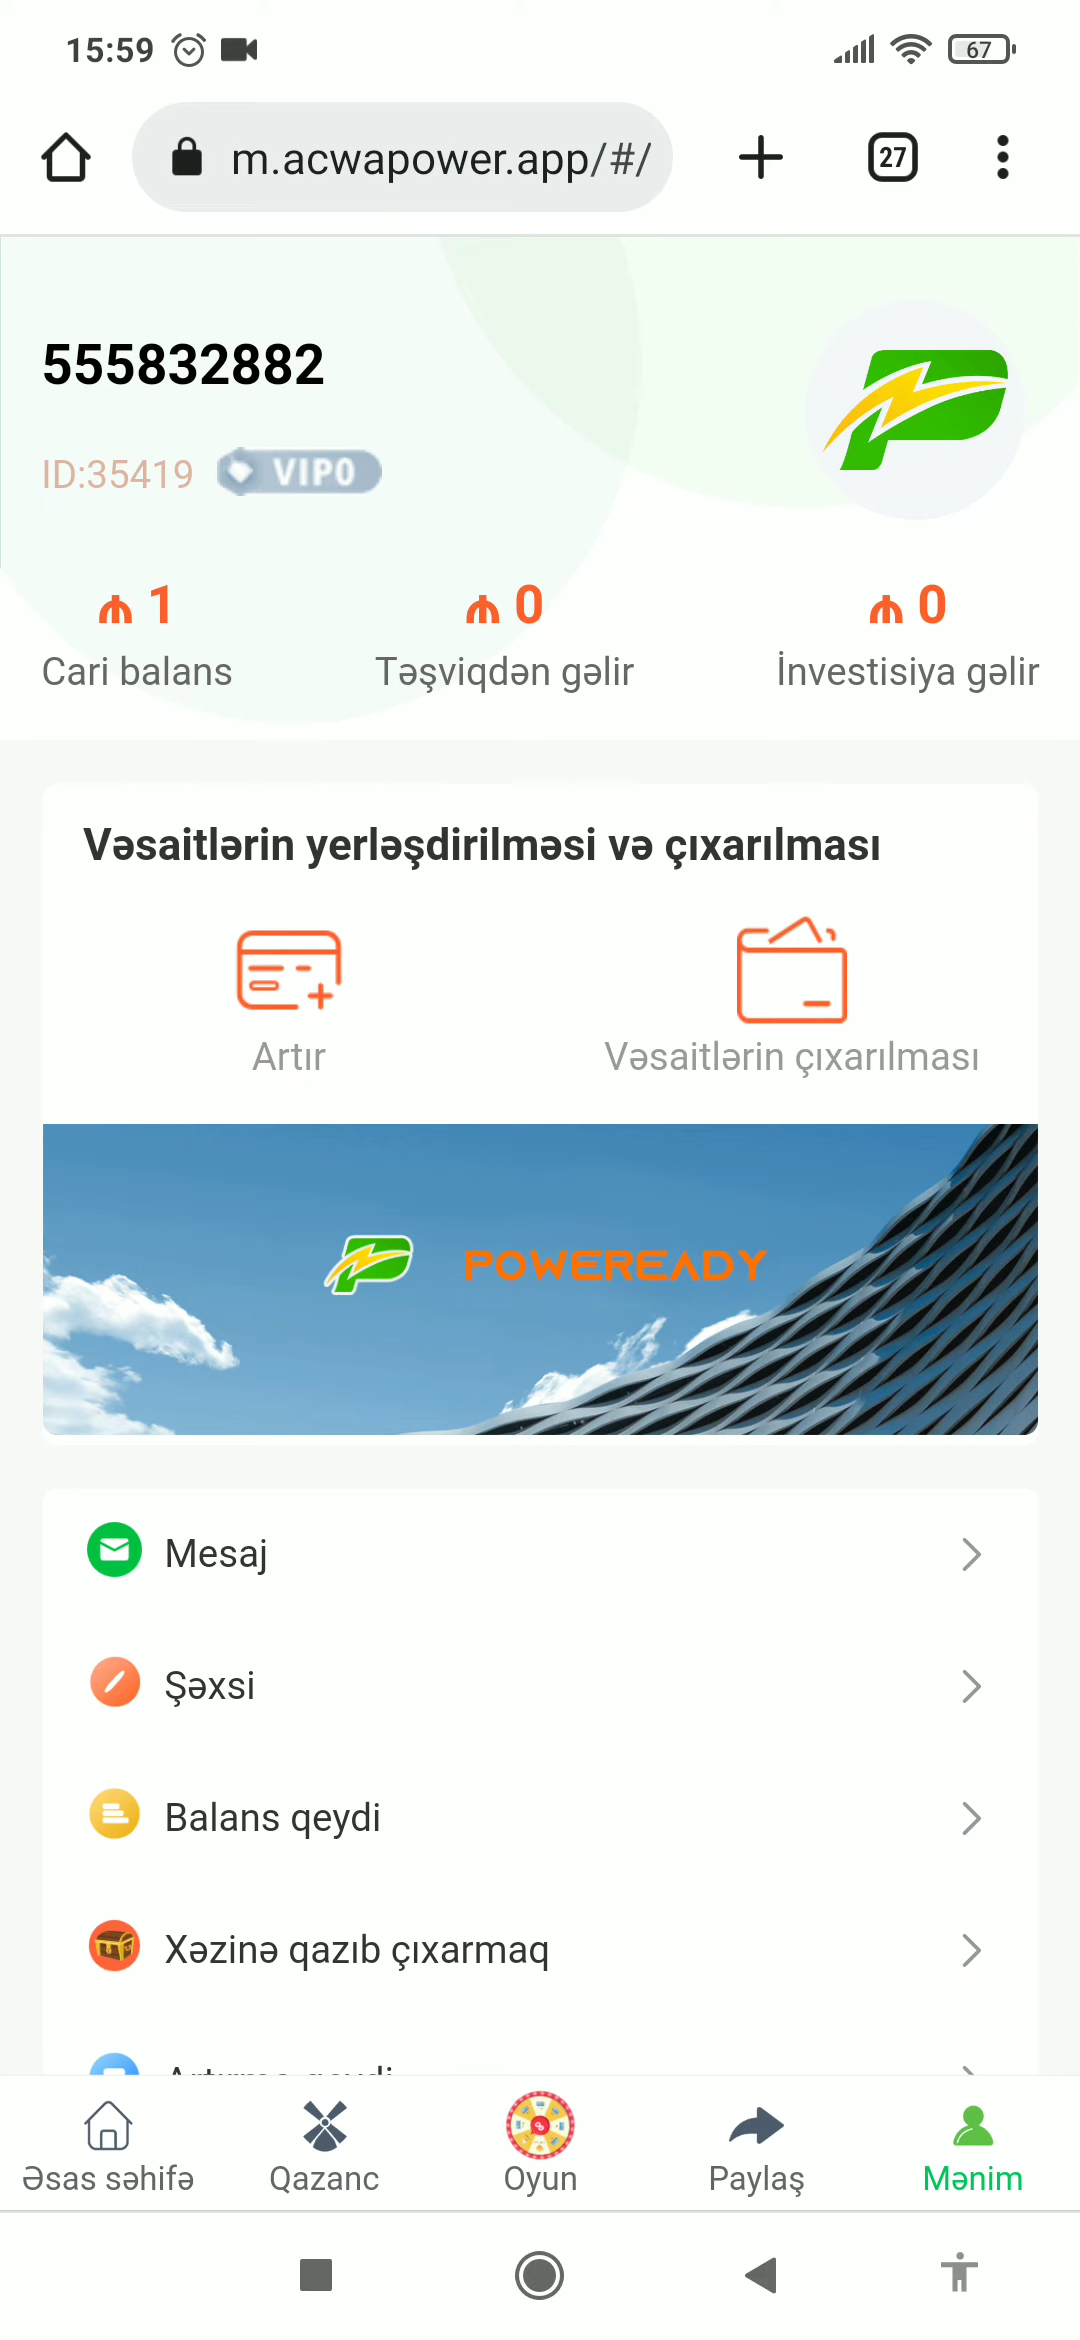 15:59
67
m.acwapower.app/#/
27
555832882
ID:35419 VIP0
₼ 1
₼ 0
₼ 0
Cari balans
Təşviqdən gəlir
İnvestisiya gəlir
Vəsaitlərin yerləşdirilməsi və çıxarılması
Artır
Vəsaitlərin çıxarılması
POWEREADY
Mesaj
Şəxsi
Balans qeydi
Xəzinə qazıb çıxarmaq
Əsas səhifə
Qazanc
Oyun
Paylaş
Mənim